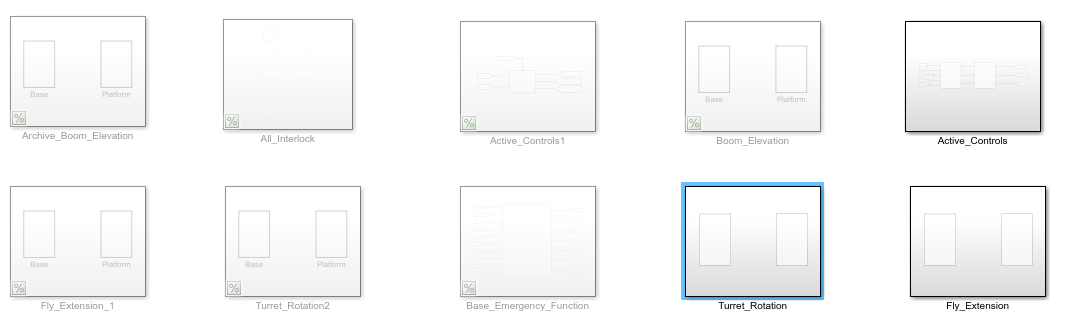 Base Platform
%
Archive_Boom_Elevation
%
All_Interlock
%
Active_Controls1
Base Platform
%
Boom_Elevation
Active_Controls
Base Platform
%
Fly_Extension_1
Base Platform
%
Turret_Rotation2
%
Base_Emergency_Function
Turret_Rotation
Fly_Extension